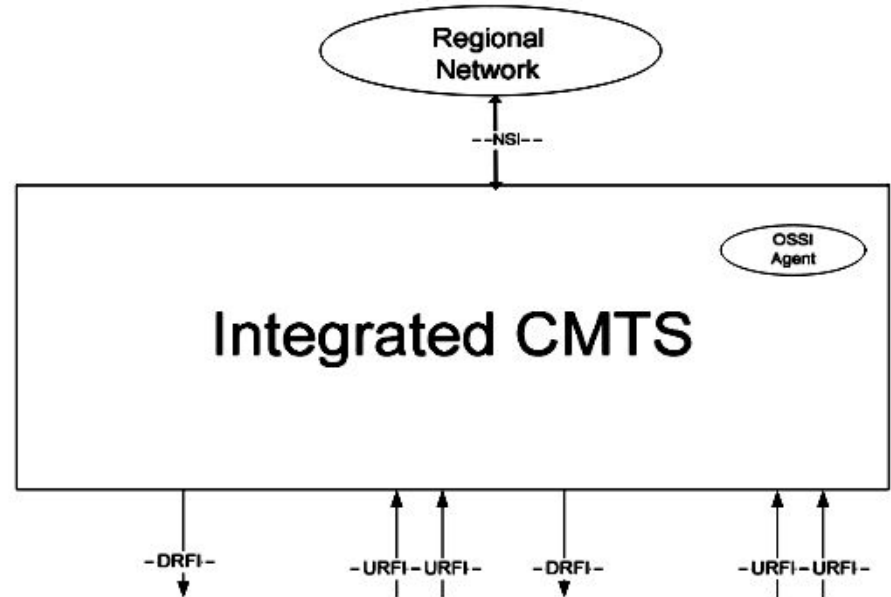 Regional
Network
--NSI--
OSSI
Agent
Integrated CMTS
-DRFI-
-URFI-
-URFI-
-DRFI-
-URFI-
-URFI-